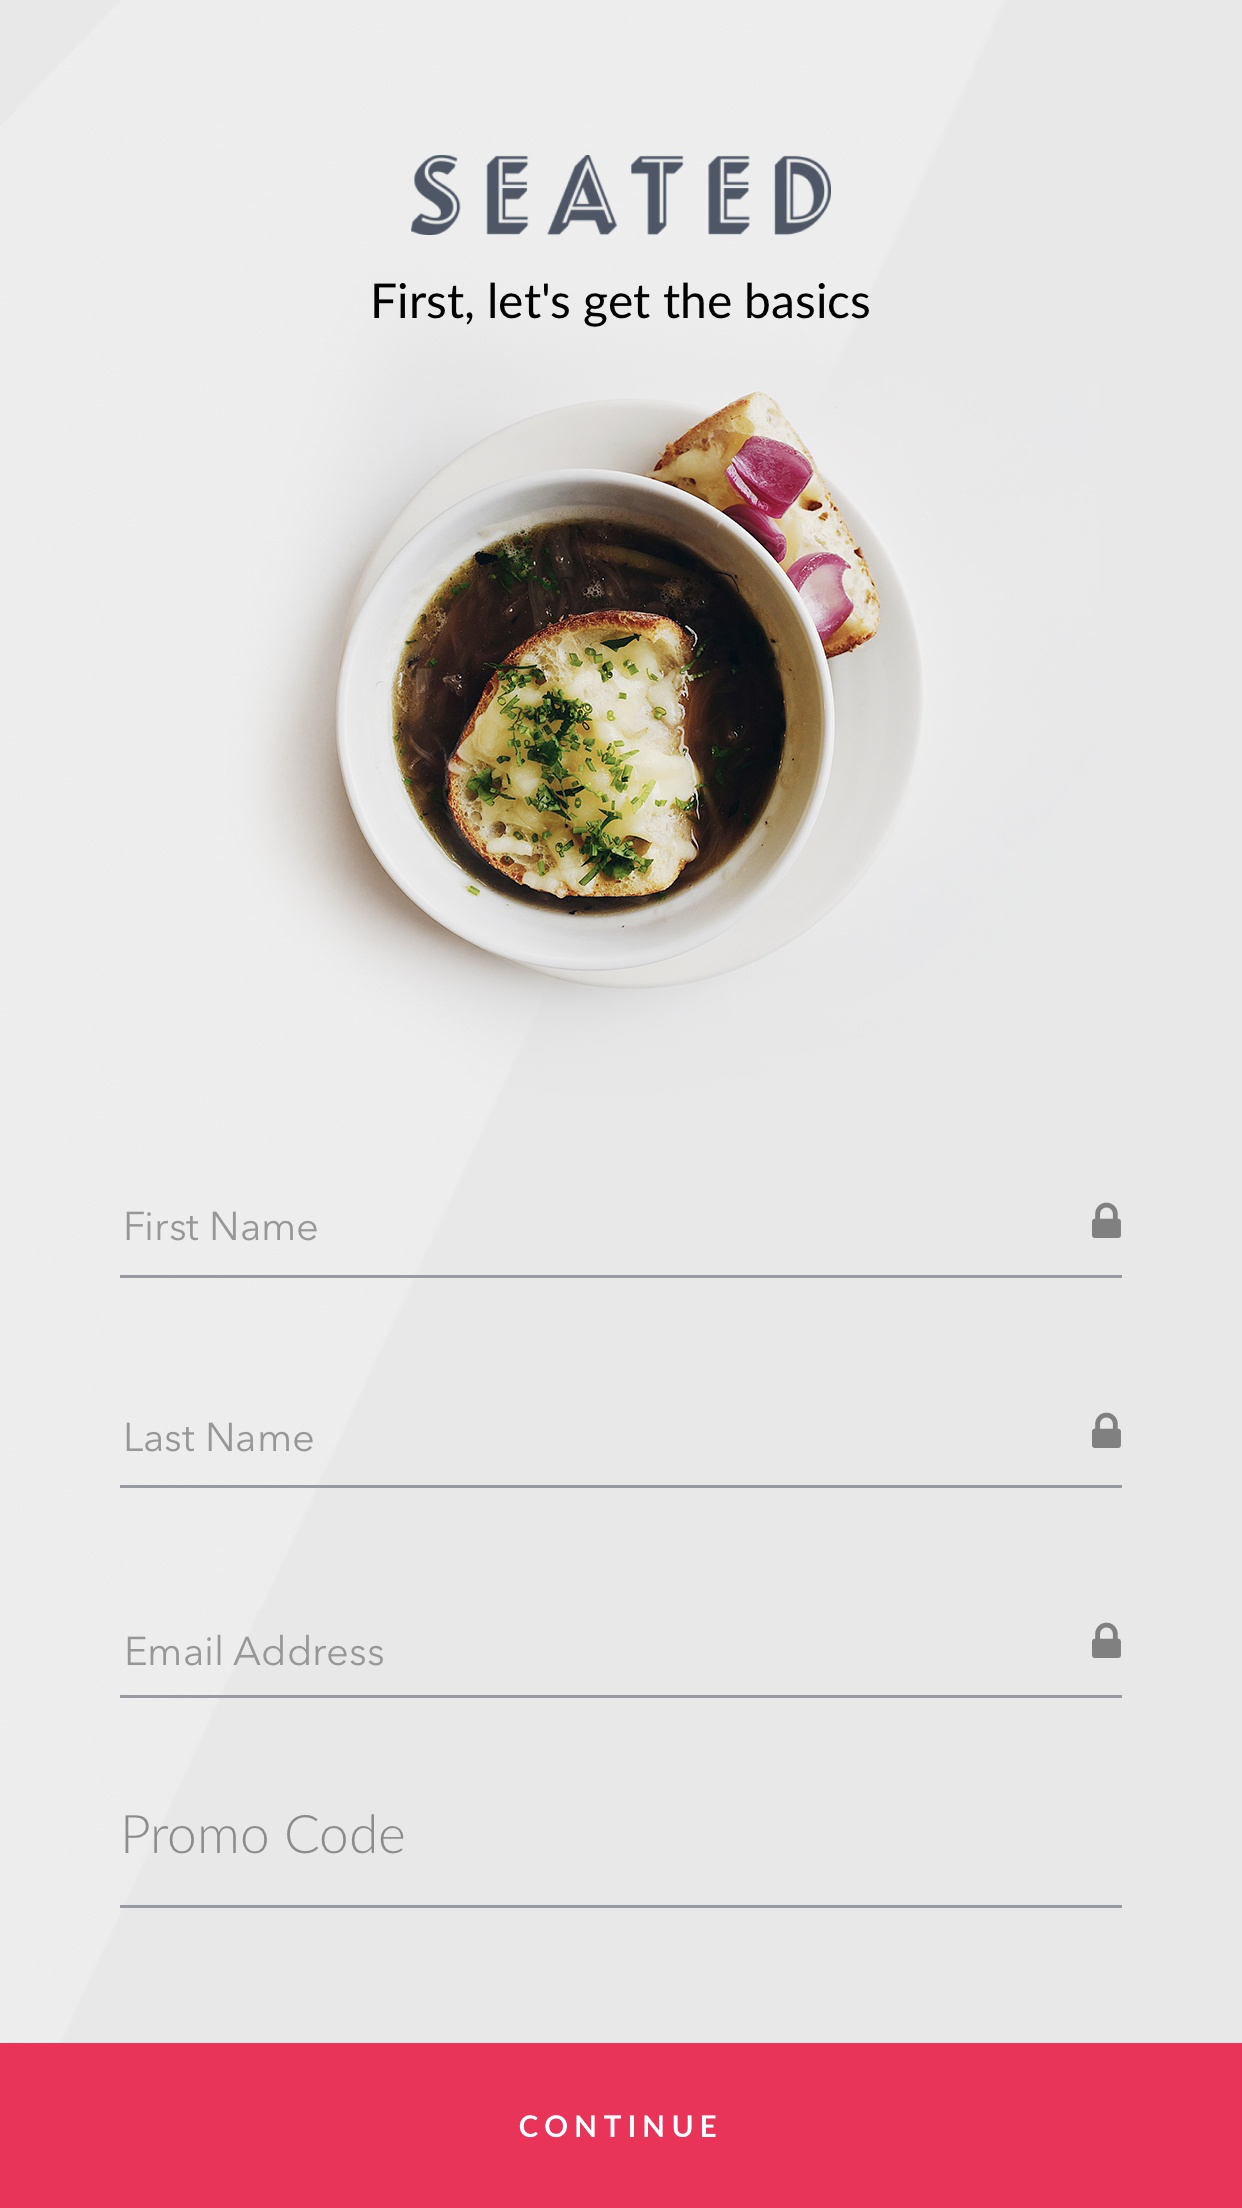 SEATED
First, let's get the basics
First Name
Last Name
Email Address
Promo Code
CONTINUE